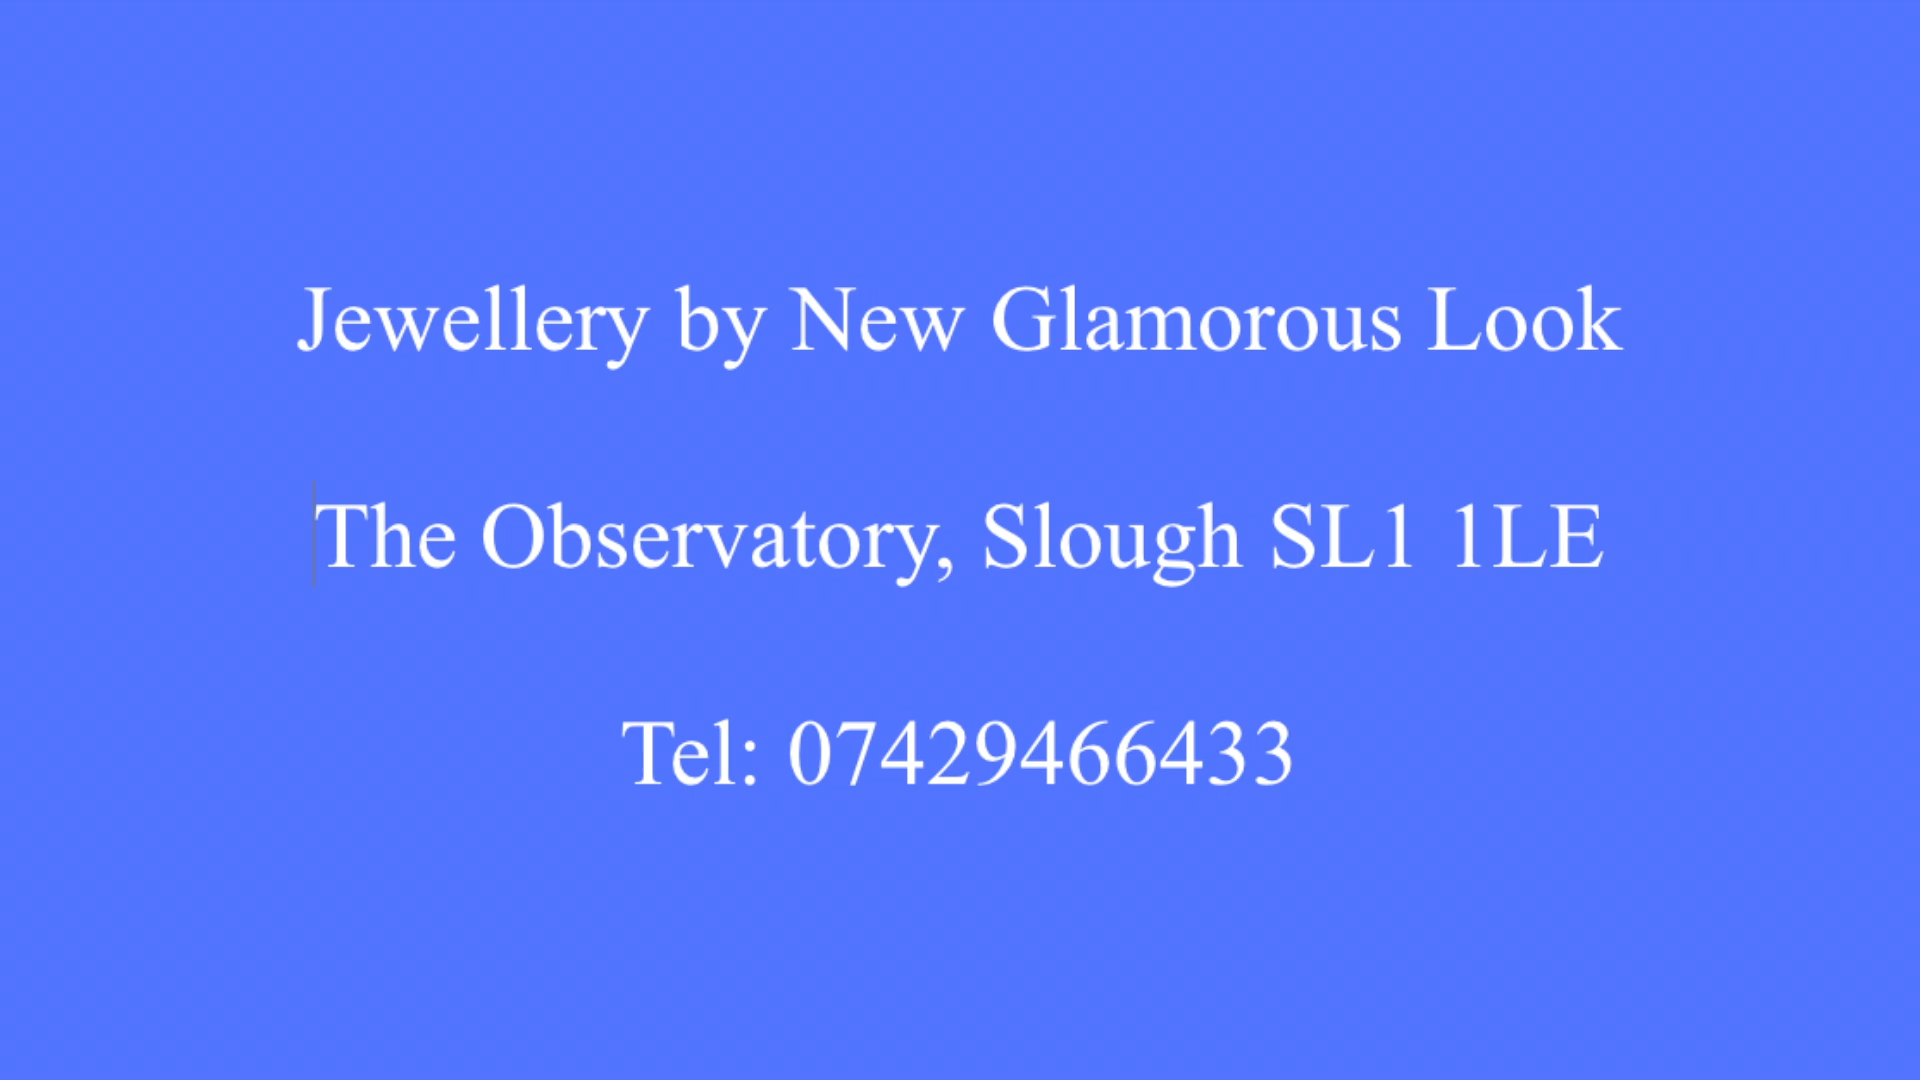 Jewellery by New Glamorous Look
The Observatory, Slough SL1 1LE
Tel: 07429466433